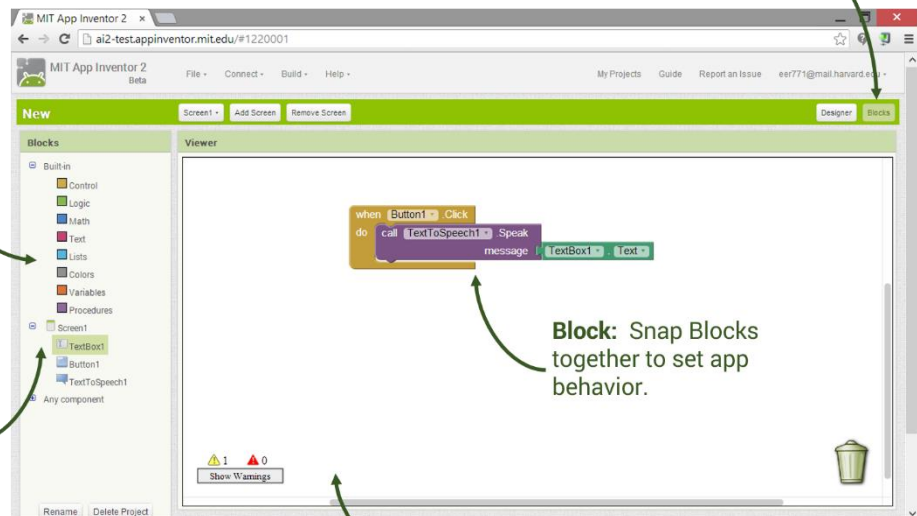 MIT App Inventor 2
ai2-test.appinventor.mit.edu/#1220001
MIT App Inventor 2
Beta
File
Connect
Build
Help
My Projects
Guide
Report an Issue
eer771@mail.harvard.edu
New
Screen1
Add Screen
Remove Screen
Designer
Blocks
Blocks
Viewer
Built-in
Control
Logic
Math
Text
Lists
Colors
Variables
Procedures
Screen1
TextBox1
Button1
TextToSpeech1
Any component
when Button1 .Click
do call TextToSpeech1 .Speak
message TextBox1 . Text
Block: Snap Blocks
together to set app
behavior.
1 0
Show Warnings
Rename Delete Project